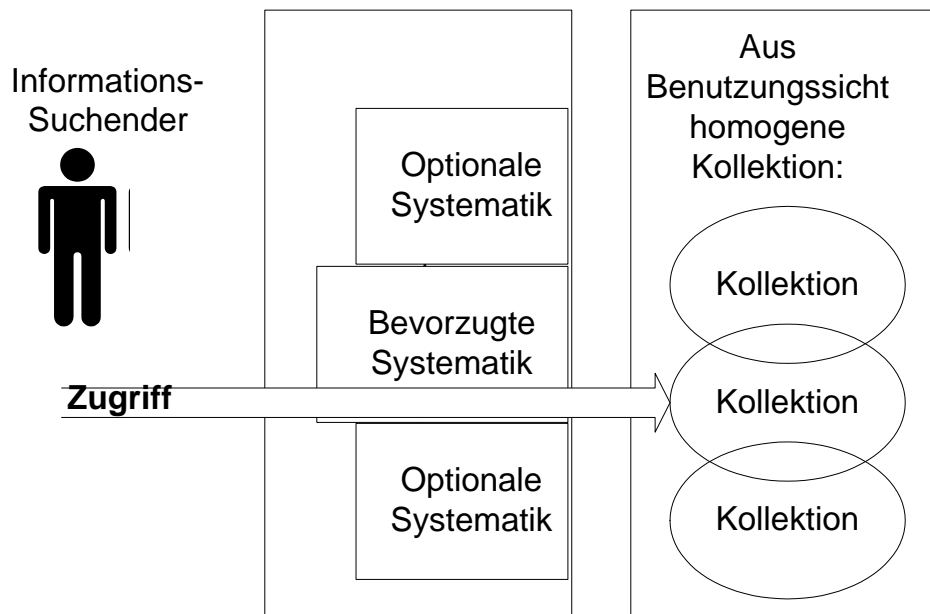 Informations-
Suchender
Optionale
Systematik
Bevorzugte
Systematik
Zugriff
Optionale
Systematik
Aus
Benutzungssicht
homogene
Kollektion:
Kollektion
Kollektion
Kollektion